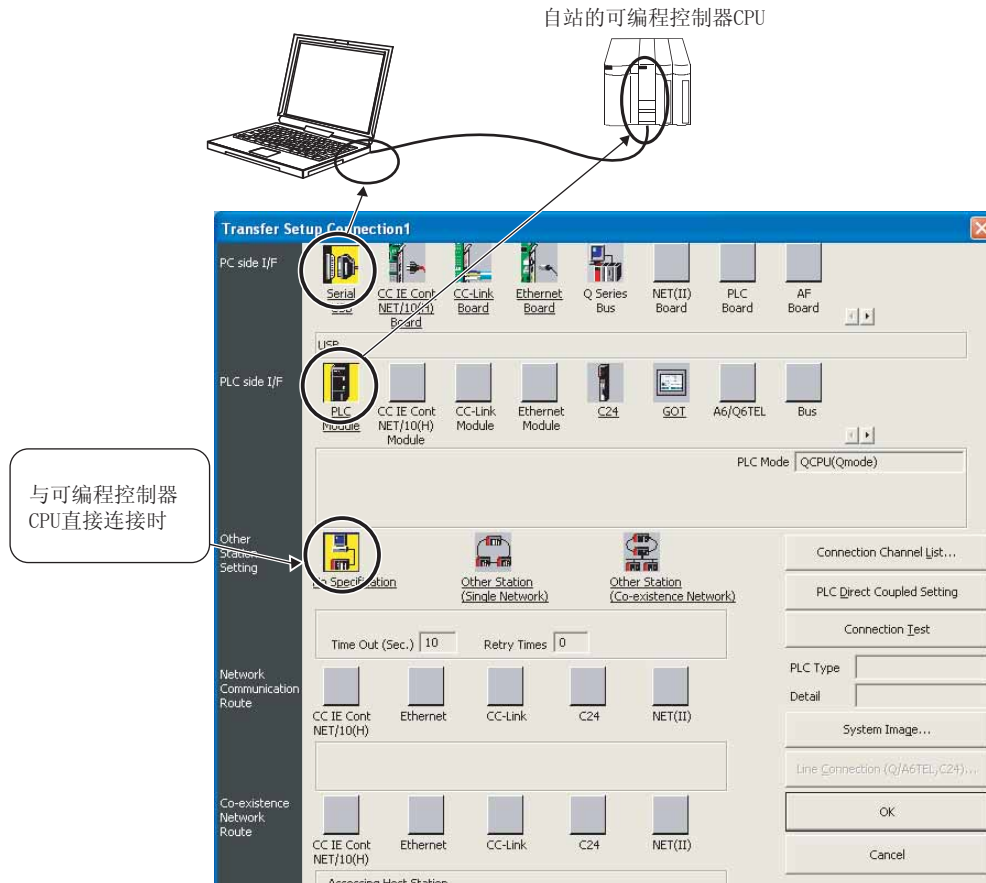 自站的可编程控制器CPU
Transfer Setup Connection1
PC side I/F
Serial
USB
CC IE Cont
NET/10(H)
Board
CC-Link
Board
Ethernet
Board
Q Series
Bus
NET(II)
Board
PLC
Board
AF
Board
USB
PLC side I/F
PLC
Module
CC IE Cont
NET/10(H)
Module
CC-Link
Module
Ethernet
Module
C24
GOT
A6/Q6TEL
Bus
PLC Mode QCPU(Qmode)
与可编程控制器
CPU直接连接时
Other
Station
Setting
No Specification
Other Station
(Single Network)
Other Station
(Co-existence Network)
Connection Channel List...
PLC Direct Coupled Setting
Time Out (Sec.) 10 Retry Times 0
Connection Test
PLC Type
Detail
Network
Communication
Route
CC IE Cont
NET/10(H)
Ethernet
CC-Link
C24
NET(II)
System Image...
Line Connection (Q/A6TEL,C24)...
Co-existence
Network
Route
CC IE Cont
NET/10(H)
Ethernet
CC-Link
C24
NET(II)
OK
Cancel
Accessing Host Station